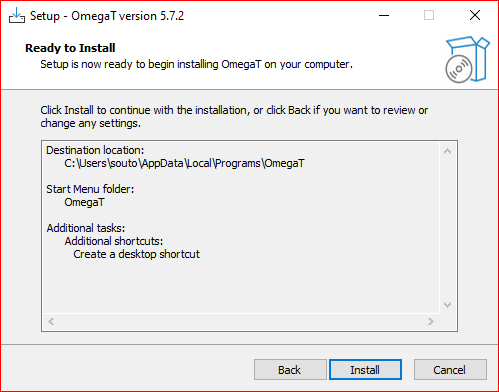 Setup - OmegaT version 5.7.2
Ready to Install
Setup is now ready to begin installing OmegaT on your computer.
Click Install to continue with the installation, or click Back if you want to review or
change any settings.
Destination location:
C:\Users\souto\AppData\Local\Programs\OmegaT
Start Menu folder:
OmegaT
Additional tasks:
Additional shortcuts:
Create a desktop shortcut
Back
Install
Cancel